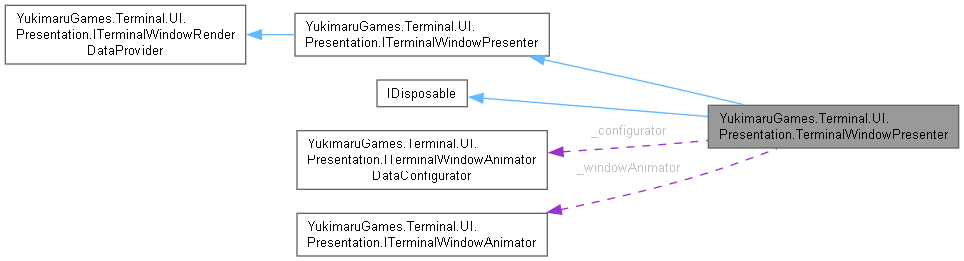 YukimaruGames.Terminal.UI.
Presentation.ITerminalWindowRender
DataProvider
YukimaruGames.Terminal.UI.
Presentation.ITerminalWindowPresenter
IDisposable
YukimaruGames.Terminal.UI.
Presentation.TerminalWindowPresenter
_configurator
YukimaruGames.Terminal.UI.
Presentation.ITerminalWindowAnimator
DataConfigurator
_windowAnimator
YukimaruGames.Terminal.UI.
Presentation.ITerminalWindowAnimator